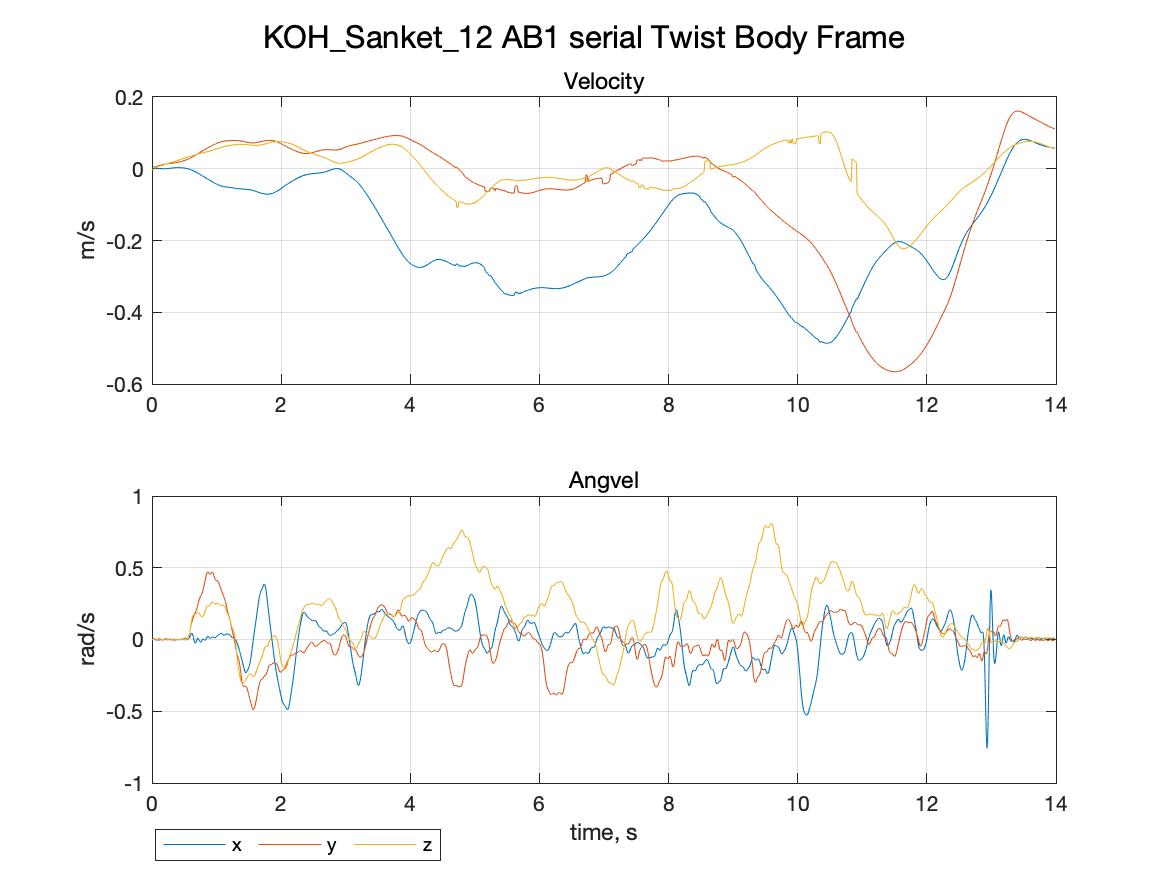 KOH_Sanket_12 AB1 serial Twist Body Frame
Velocity
0.2
0
-0.2
-0.4
-0.6
m/s
0 2 4 6 8 10 12 14
Angvel
1
0.5
0
-0.5
-1
rad/s
0 2 4 6 8 10 12 14
time, s
x y z